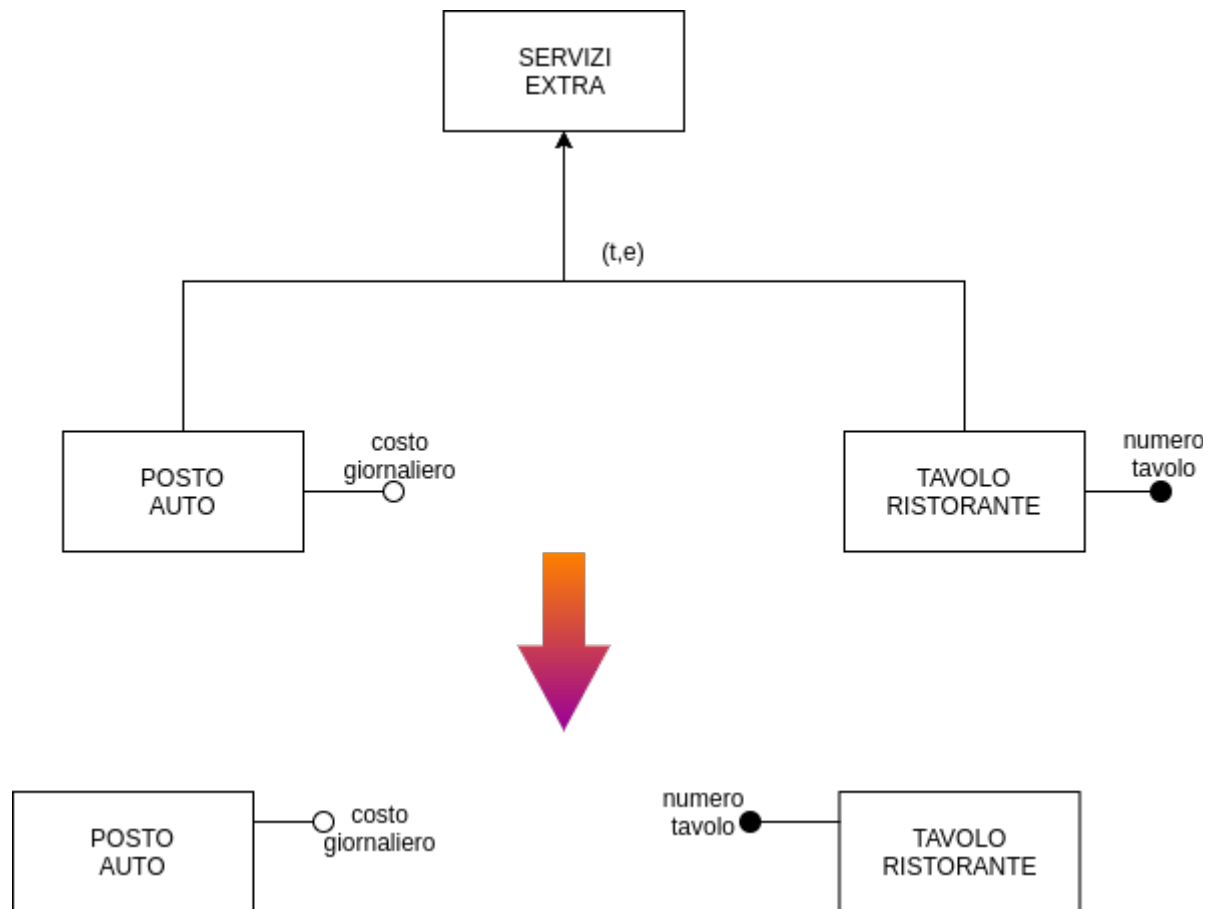 SERVIZI
EXTRA
(t,e)
POSTO
AUTO
costo
giornaliero
TAVOLO
RISTORANTE
numero
tavolo
POSTO
AUTO
costo
giornaliero
numero
tavolo
TAVOLO
RISTORANTE